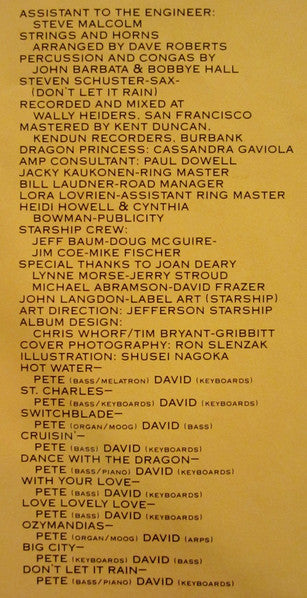 ASSISTANT TO THE ENGINEER:
STEVE MALCOLM
STRINGS AND HORNS
ARRANGED BY DAVE ROBERTS
PERCUSSION AND CONGAS BY
JOHN BARBATA & BOBBYE HALL
STEVEN SCHUSTER-SAX-
(DON'T LET IT RAIN)
RECORDED AND MIXED AT
WALLY HEIDERS, SAN FRANCISCO
MASTERED BY KENT DUNCAN,
KENDUN RECORDERS, BURBANK
DRAGON PRINCESS: CASSANDRA GAVIOLA
AMP CONSULTANT: PAUL DOWELL
JACKY KAUKONEN-RING MASTER
BILL LAUDNER-ROAD MANAGER
LORA LOVRIEN-ASSISTANT RING MASTER
HEIDI HOWELL & CYNTHIA
BOWMAN-PUBLICITY
STARSHIP CREW:
JEFF BAUM-DOUG MCGUIRE-
JIM COE-MIKE FISCHER
SPECIAL THANKS TO JOAN DEARY
LYNNE MORSE-JERRY STROUD
MICHAEL ABRAMSON-DAVID FRAZER
JOHN LANGDON-LABEL ART (STARSHIP)
ART DIRECTION: JEFFERSON STARSHIP
ALBUM DESIGN:
CHRIS WHORF/TIM BRYANT-GRIBBITT
COVER PHOTOGRAPHY: RON SLENZAK
ILLUSTRATION: SHUSEI NAGOKA
HOT WATER—
PETE (BASS/MELATRON) DAVID (KEYBOARDS)
ST. CHARLES—
PETE (BASS/KEYBOARDS) DAVID (KEYBOARDS)
SWITCHBLADE—
PETE (ORGAN/MOOG) DAVID (BASS)
CRUISIN'—
PETE (BASS) DAVID (KEYBOARDS)
DANCE WITH THE DRAGON—
PETE (BASS/PIANO) DAVID (KEYBOARDS)
WITH YOUR LOVE—
PETE (BASS) DAVID (KEYBOARDS)
LOVE LOVELY LOVE—
PETE (BASS) DAVID (KEYBOARDS)
OZYMANDIAS—
PETE (ORGAN/MOOG) DAVID (ARPS)
BIG CITY—
PETE (KEYBOARDS) DAVID (BASS)
DON'T LET IT RAIN—
PETE (BASS/PIANO) DAVID (KEYBOARDS)